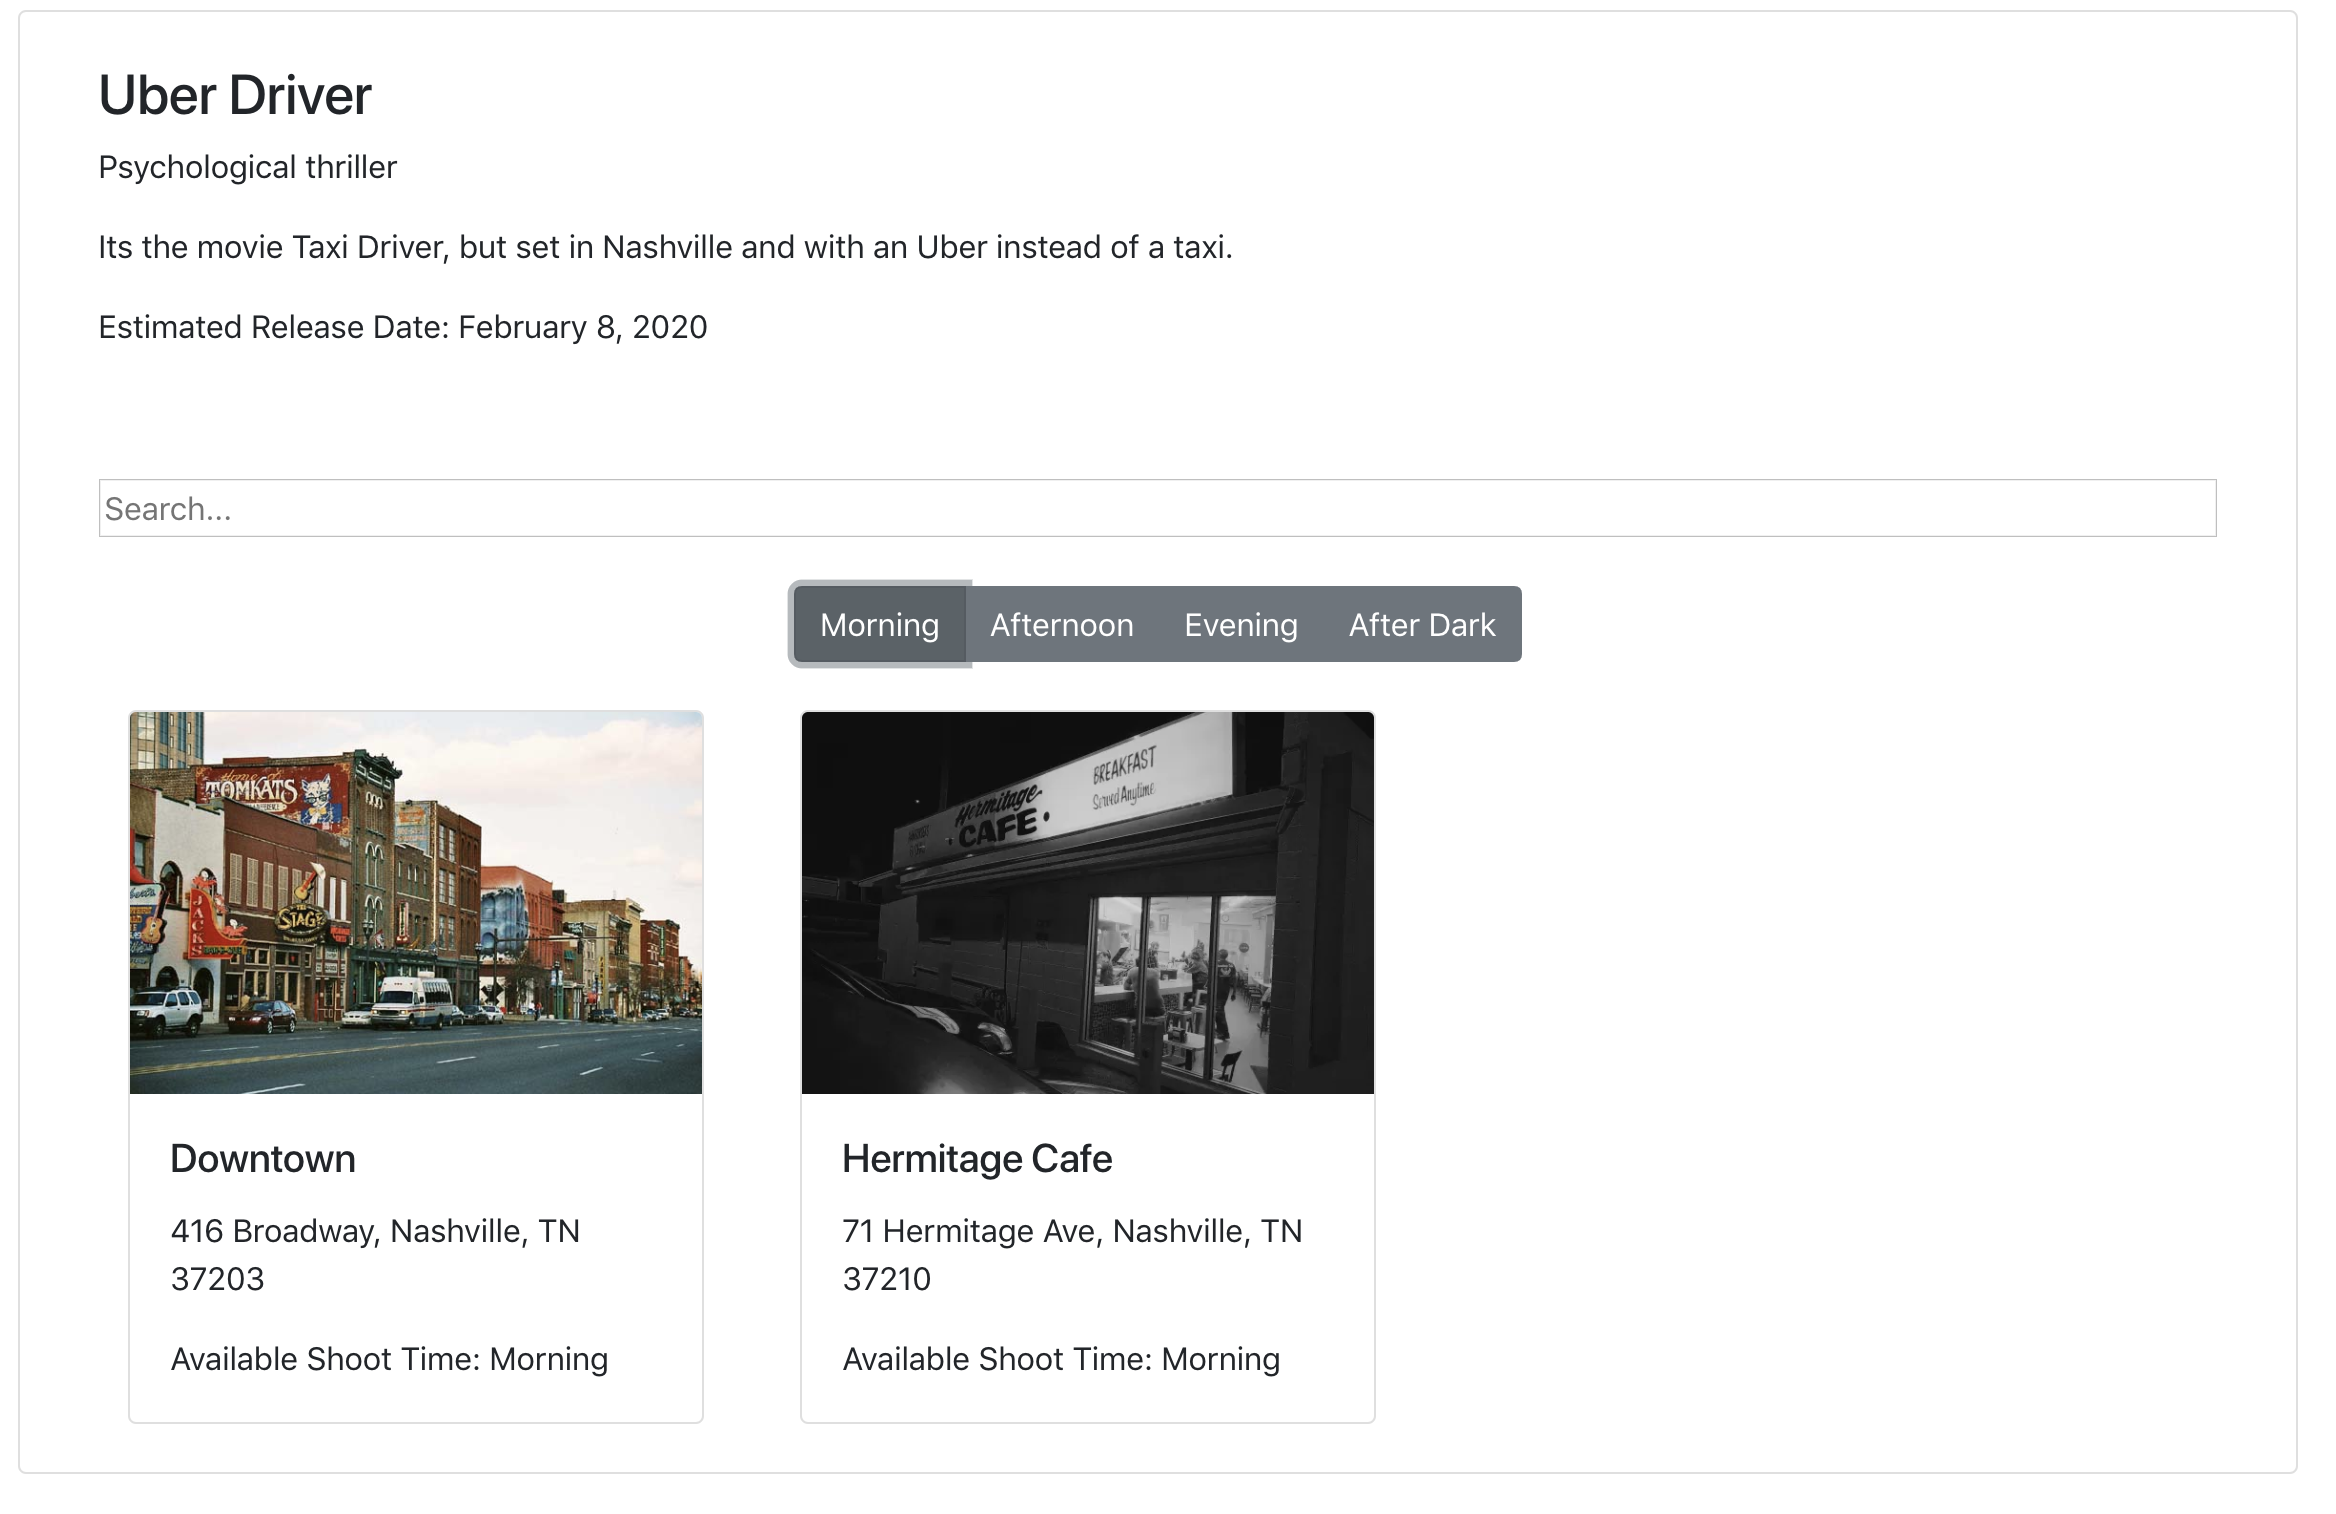 Uber Driver
Psychological thriller
Its the movie Taxi Driver, but set in Nashville and with an Uber instead of a taxi.
Estimated Release Date: February 8, 2020
Search...
Morning Afternoon Evening After Dark
Home of
TOMKATS
JACK'S
THE
STAGE
BREAKFAST
Served Anytime
Hermitage
CAFE
Downtown
416 Broadway, Nashville, TN
37203
Available Shoot Time: Morning
Hermitage Cafe
71 Hermitage Ave, Nashville, TN
37210
Available Shoot Time: Morning